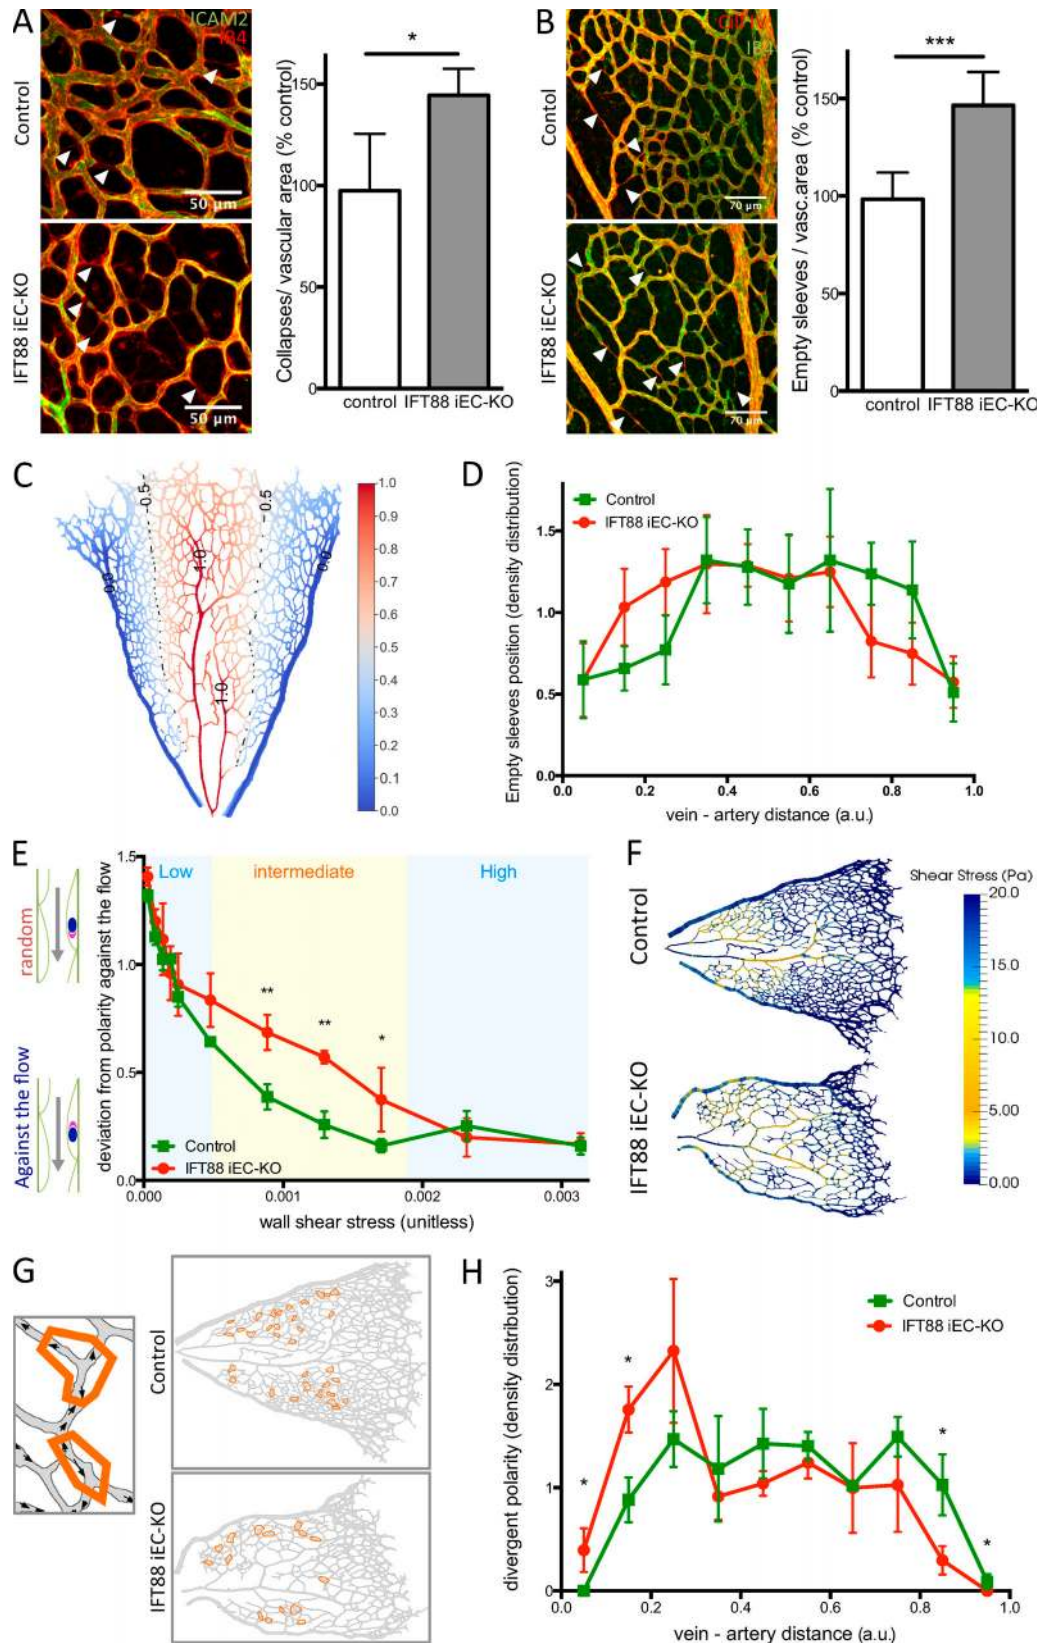 A
ICAM2
IB4
Control
50 µm
IFT88 iEC-KO
50 µm
Collapses/ vascular area (% control)
150
100
50
0
*
control
IFT88 iEC-KO
B
IB4
Contol
70 µm
IFT88 iEC-KO
70 µm
Empty sleeves / vasc.area (% control)
150
100
50
0
***
control
IFT88 iEC-KO
C
0.5
0.5
1.0
1.0
0.0
0.0
1.0
0.9
0.8
0.7
0.6
0.5
0.4
0.3
0.2
0.1
0.0
D
Control
IFT88 iEC-KO
Empty sleeves position (density distribution)
1.5
1.0
0.5
0.0
0.0 0.2 0.4 0.6 0.8 1.0
vein - artery distance (a.u.)
E
random
Against the flow
deviation from polarity against the flow
1.5
1.0
0.5
0.0
Low
intermediate
High
**
**
*
Control
IFT88 iEC-KO
0.000 0.001 0.002 0.003
wall shear stress (unitless)
F
Control
IFT88 iEC-KO
Shear Stress (Pa)
20.0
15.00
10.00
5.00
0.00
G
Control
IFT88 iEC-KO
H
Control
IFT88 iEC-KO
divergent polarity (density distribution)
3
2
1
0
*
*
*
*
0.0 0.2 0.4 0.6 0.8 1.0
vein - artery distance (a.u.)